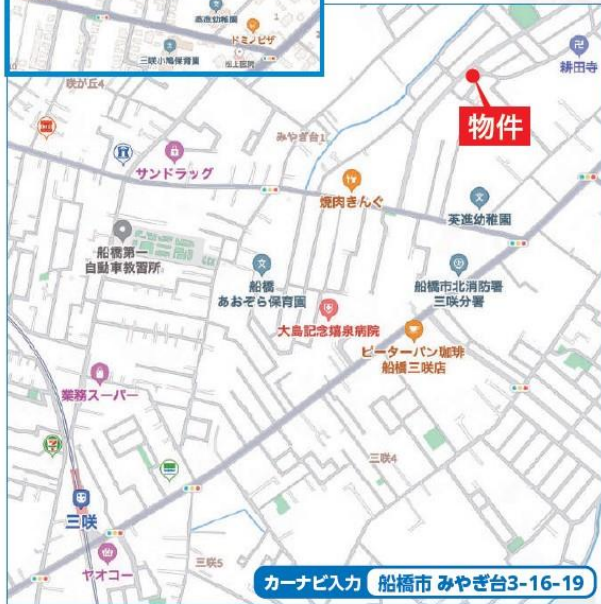 高進幼稚園
ドミノピザ
三咲小鳩保育園
坂上医院
咲が丘4
耕田寺
物件
みやぎ台1
サンドラッグ
焼肉きんぐ
英進幼稚園
船橋第一
自動車教習所
船橋
あおぞら保育園
船橋市北消防署
三咲分署
大島記念嬉泉病院
ピーターパン珈琲
船橋三咲店
業務スーパー
三咲4
三咲
三咲5
ヤオコー
カーナビ入力 船橋市 みやぎ台3-16-19